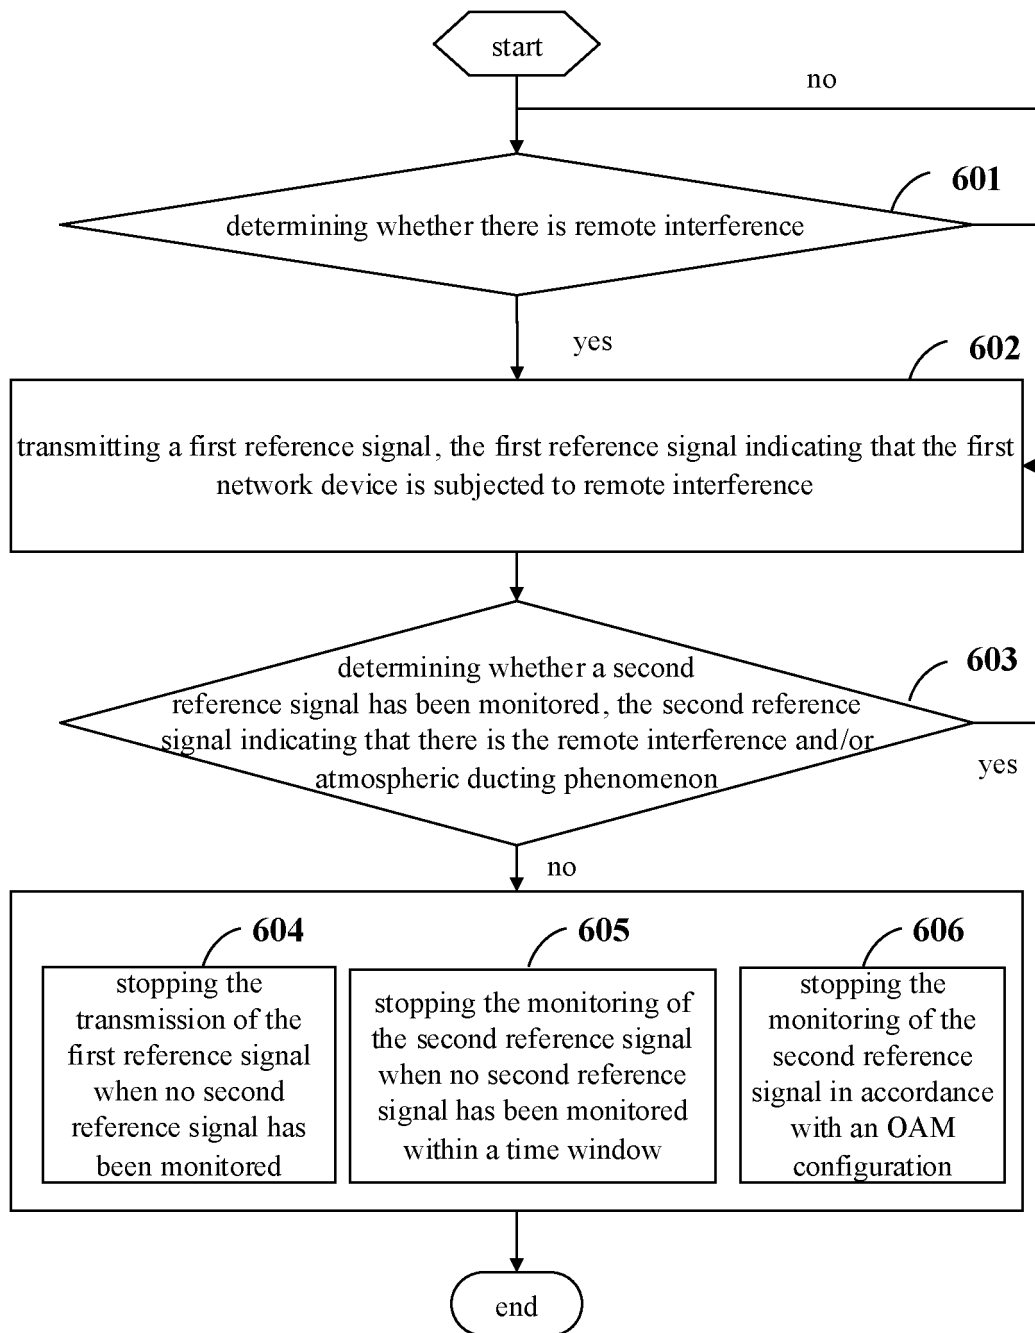 start
no
601
determining whether there is remote interference
yes
602
transmitting a first reference signal, the first reference signal indicating that the first
network device is subjected to remote interference
603
determining whether a second
reference signal has been monitored, the second reference
signal indicating that there is the remote interference and/or
atmospheric ducting phenomenon
yes
no
604
stopping the
transmission of the
first reference signal
when no second
reference signal has
been monitored
605
stopping the monitoring of
the second reference signal
when no second reference
signal has been monitored
within a time window
606
stopping the
monitoring of the
second reference
signal in accordance
with an OAM
configuration
end